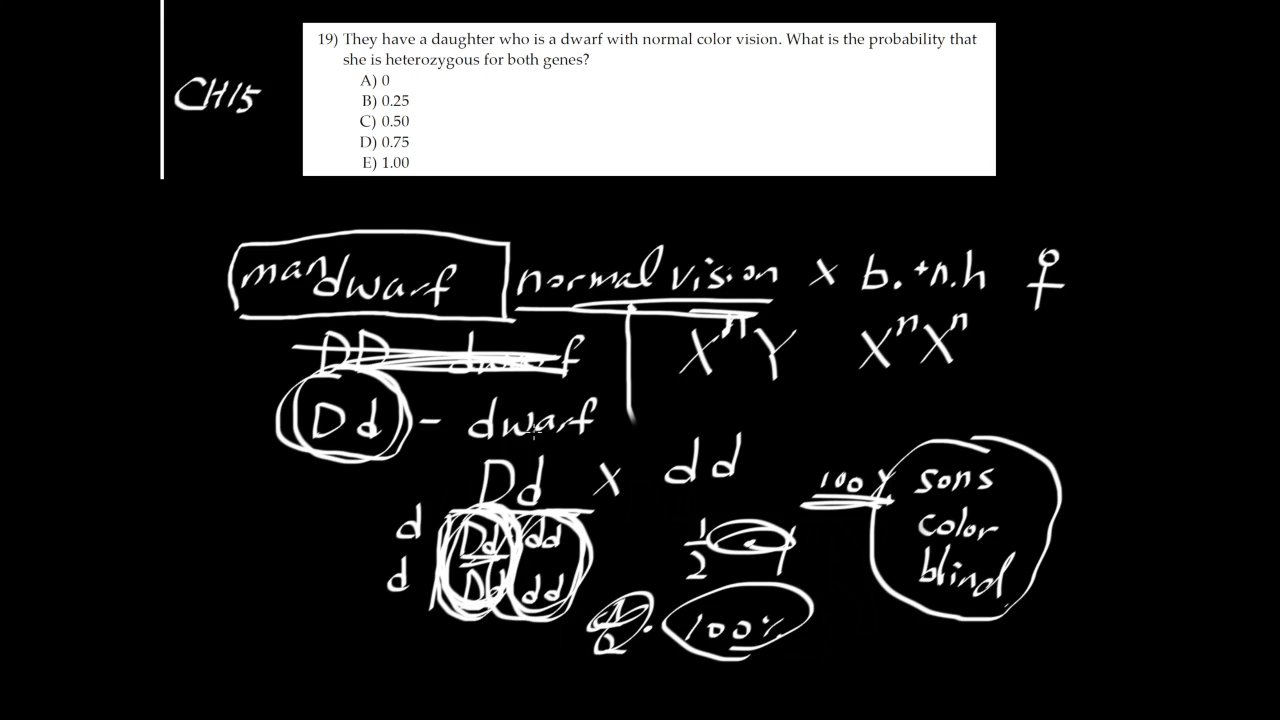 19) They have a daughter who is a dwarf with normal color vision. What is the probability that
she is heterozygous for both genes?
A) 0
B) 0.25
C) 0.50
D) 0.75
E) 1.00
CH15
man dwarf normal vision x b. + n. h ♀
DD dwarf XⁿY XⁿXⁿ
Dd - dwarf
Dd x dd
d Dd dd
d Dd dd
1/2
100%
100% sons
color
blind